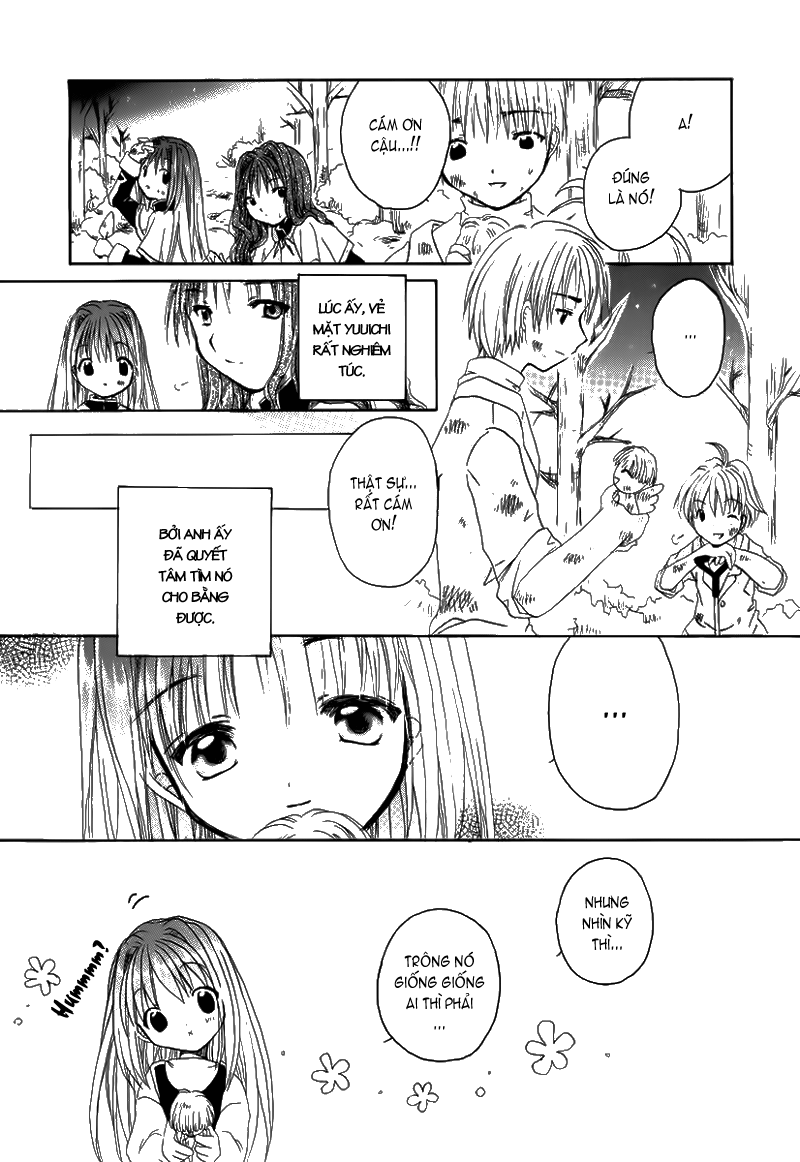 A!
ĐÚNG
LÀ NÓ!
CÁM ƠN
CẬU...!!
...
LÚC ẤY, VẺ
MẶT YUUICHI
RẤT NGHIÊM
TÚC.
THẬT SỰ...
RẤT CÁM
ƠN!
BỞI ANH ẤY
ĐÃ QUYẾT
TÂM TÌM NÓ
CHO BẰNG
ĐƯỢC.
...
NHƯNG
NHÌN KỸ
THÌ...
TRÔNG NÓ
GIỐNG GIỐNG
AI THÌ PHẢI
...
Hummmm?